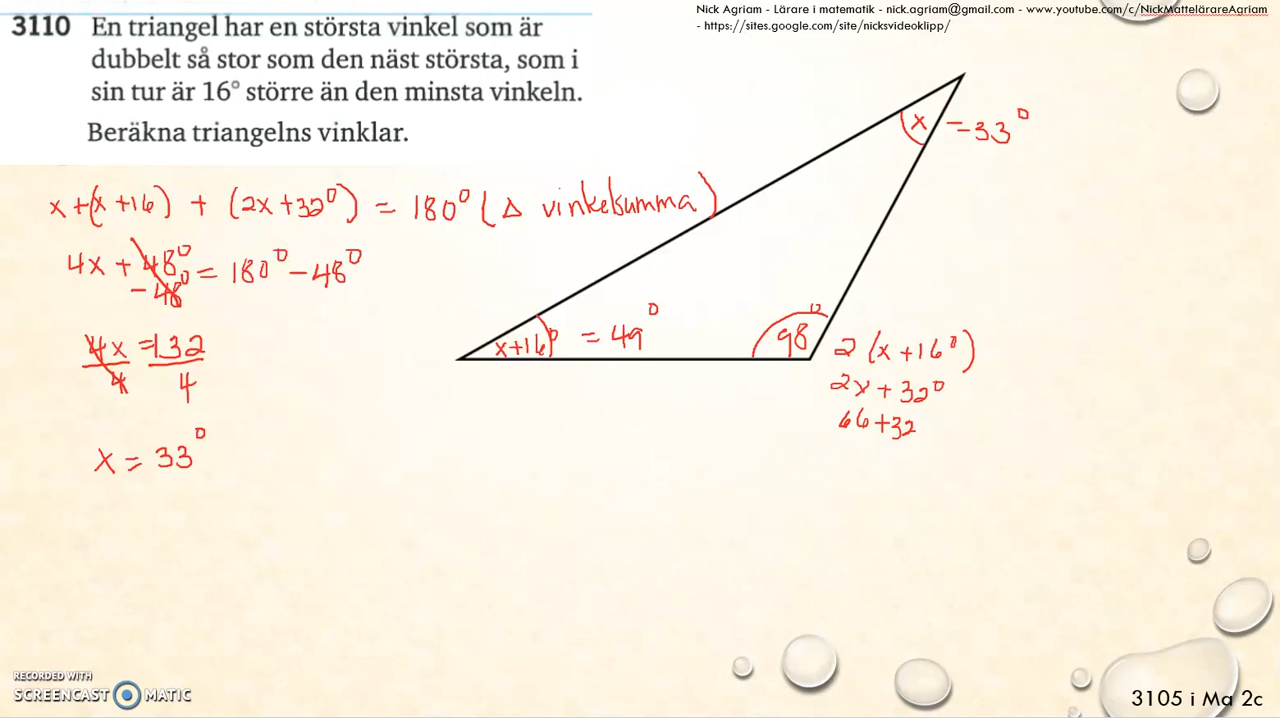 Nick Agriam - Lärare i matematik - nick.agriam@gmail.com - www.youtube.com/c/NickMattelärareAgriam
- https://sites.google.com/site/nicksvideoklipp/
3110 En triangel har en största vinkel som är
dubbelt så stor som den näst största, som i
sin tur är 16° större än den minsta vinkeln.
Beräkna triangelns vinklar.
x = 33°
x+(x+16) + (2x+32°) = 180° (Δ vinkelsumma)
4x + 48° = 180° - 48°
- 48°
4x = 132
4 4
x = 33°
x+16° = 49°
98°
2(x+16°)
2x + 32°
66+32
RECORDED WITH
SCREENCAST MATIC
3105 i Ma 2c